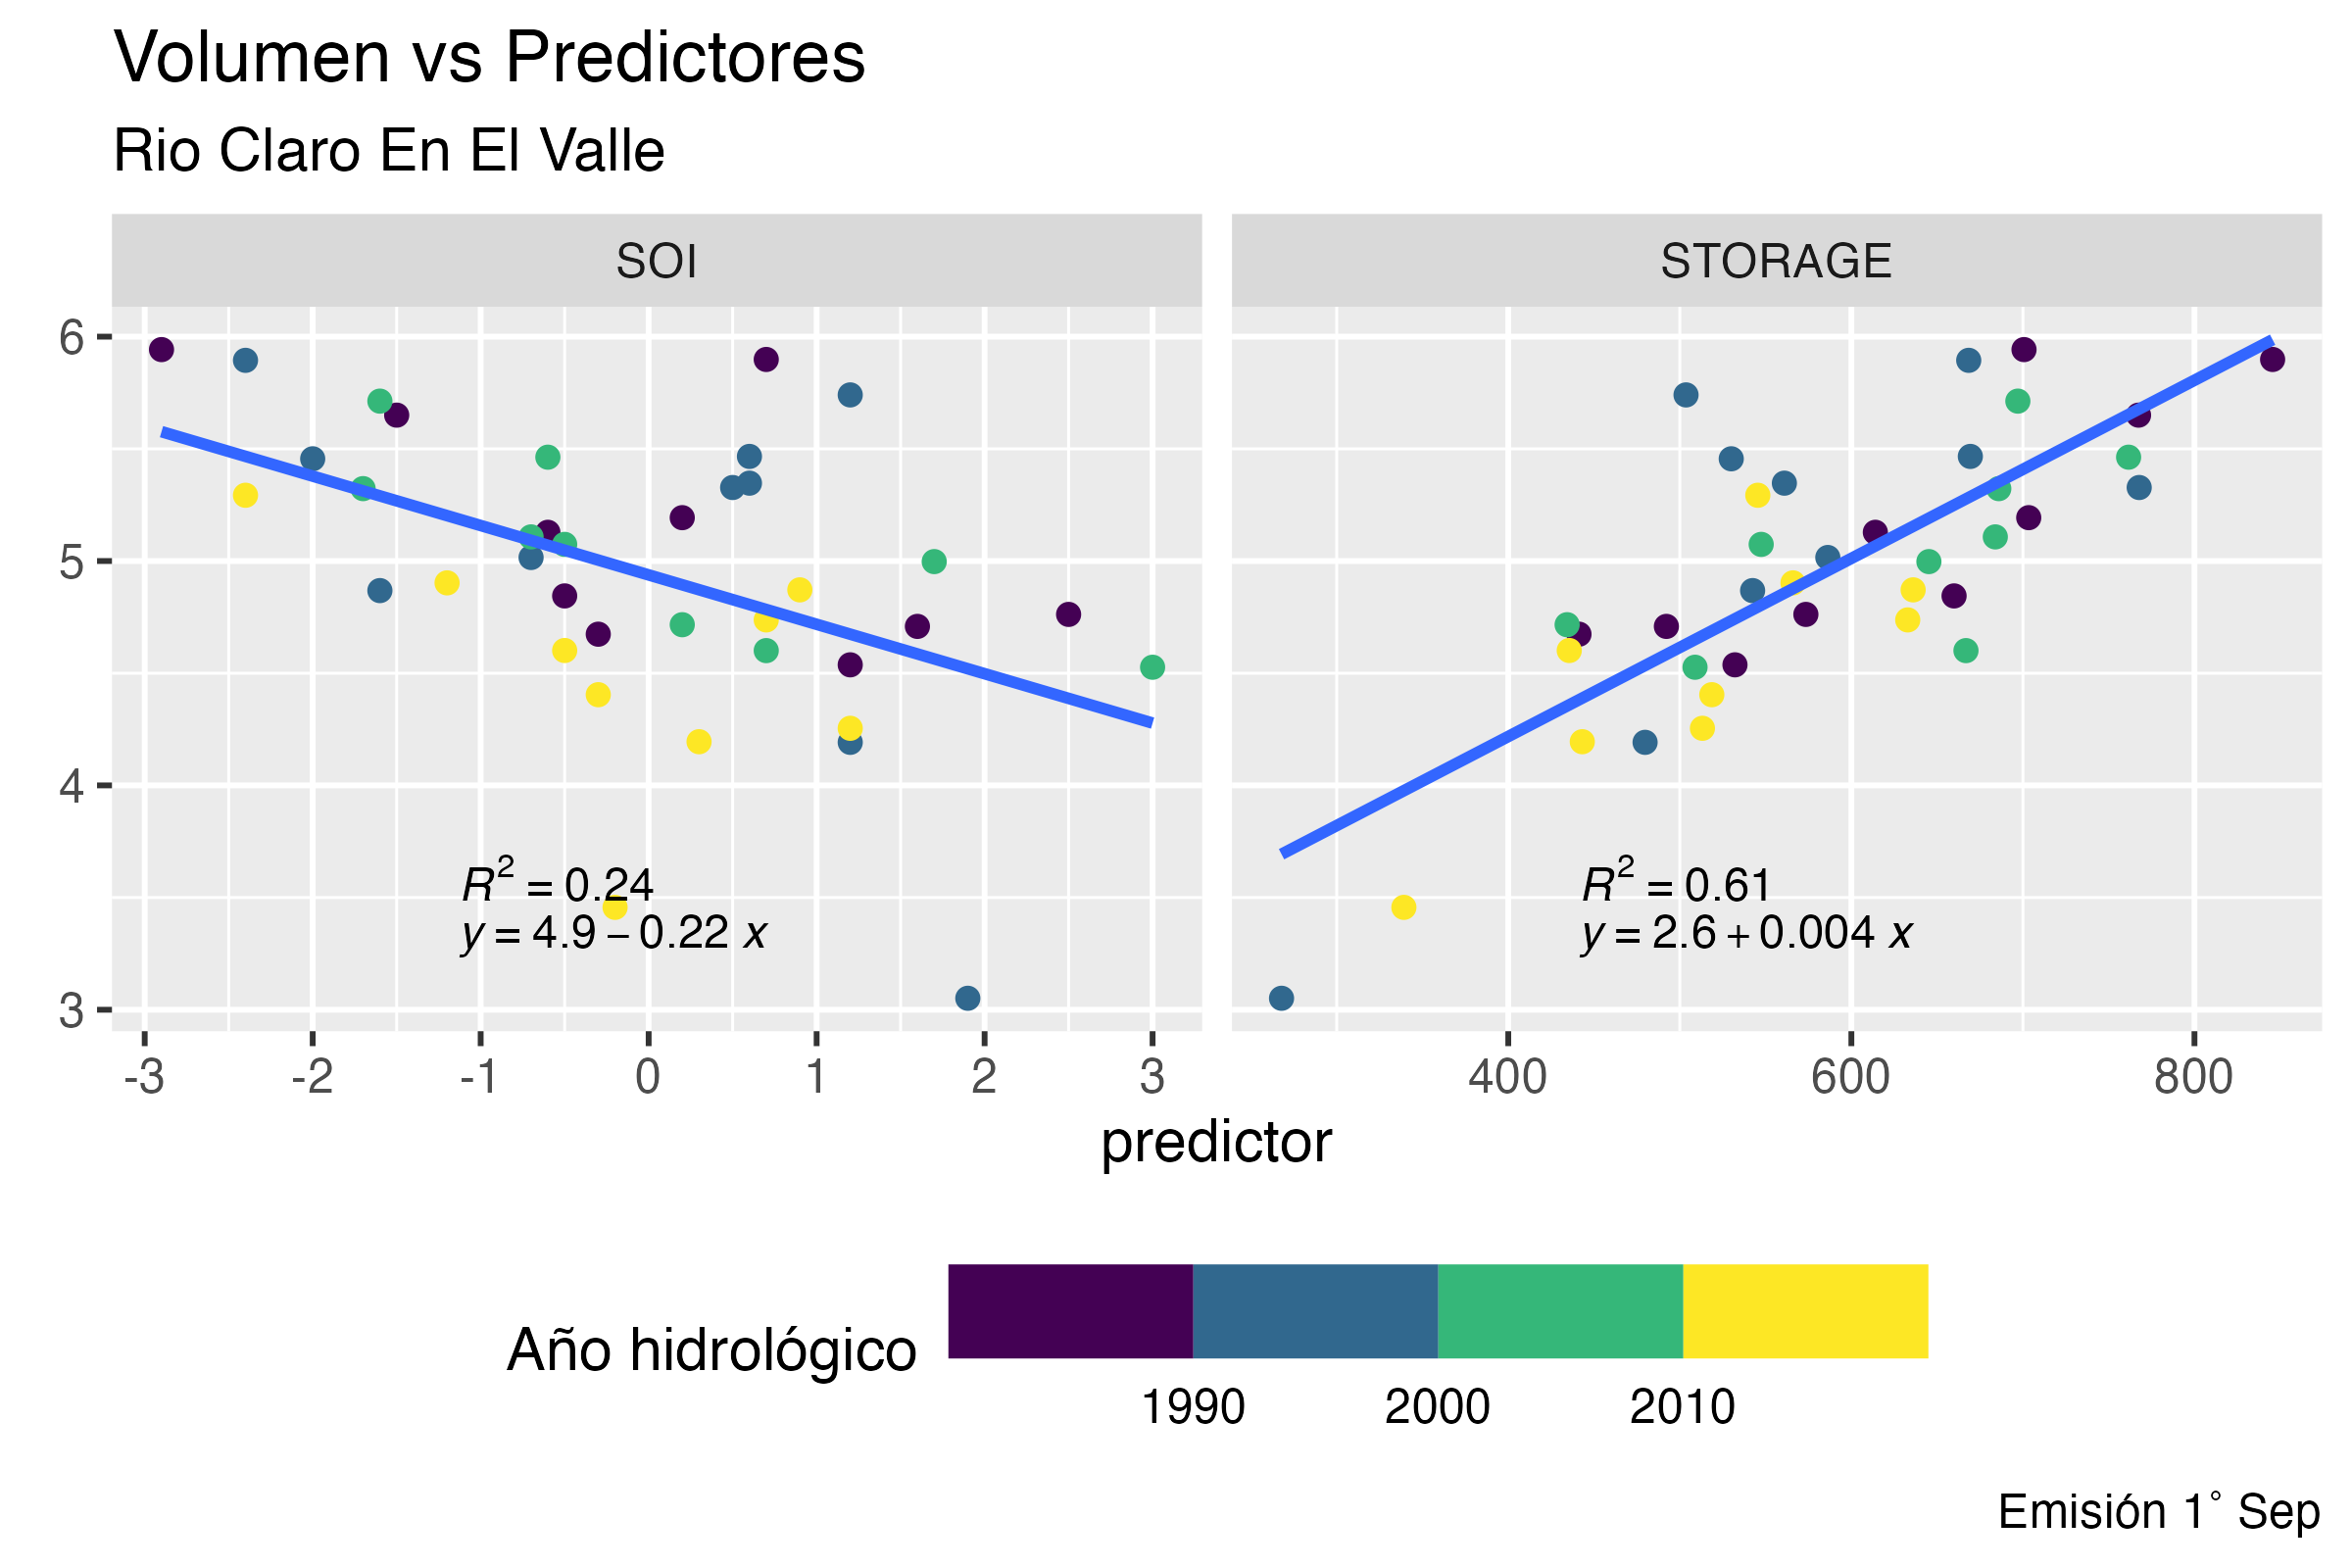 Volumen vs Predictores
Rio Claro En El Valle
SOI
STORAGE
6
5
4
3
R² = 0.24
y = 4.9 − 0.22 x
R² = 0.61
y = 2.6 + 0.004 x
-3 -2 -1 0 1 2 3
400 600 800
predictor
Año hidrológico
1990 2000 2010
Emisión 1° Sep